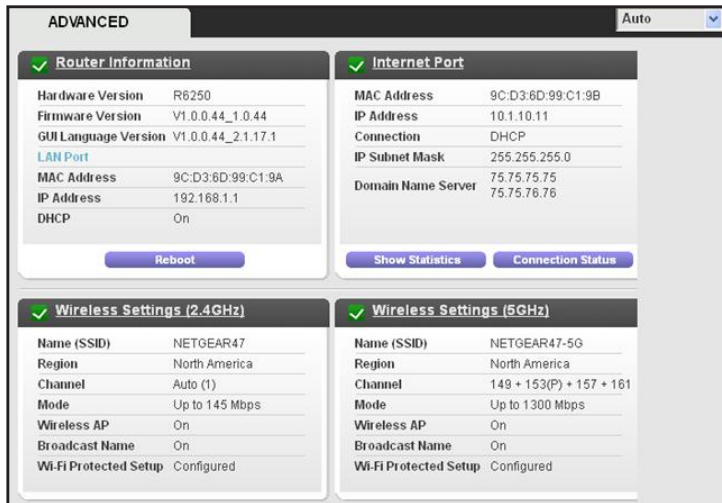 ADVANCED
Auto
Router Information
Hardware Version R6250
Firmware Version V1.0.0.44_1.0.44
GUI Language Version V1.0.0.44_2.1.17.1
LAN Port
MAC Address 9C:D3:6D:99:C1:9A
IP Address 192.168.1.1
DHCP On
Reboot
Internet Port
MAC Address 9C:D3:6D:99:C1:9B
IP Address 10.1.10.11
Connection DHCP
IP Subnet Mask 255.255.255.0
Domain Name Server 75.75.75.75
75.75.76.76
Show Statistics Connection Status
Wireless Settings (2.4GHz)
Name (SSID) NETGEAR47
Region North America
Channel Auto (1)
Mode Up to 145 Mbps
Wireless AP On
Broadcast Name On
Wi-Fi Protected Setup Configured
Wireless Settings (5GHz)
Name (SSID) NETGEAR47-5G
Region North America
Channel 149 + 153(P) + 157 + 161
Mode Up to 1300 Mbps
Wireless AP On
Broadcast Name On
Wi-Fi Protected Setup Configured